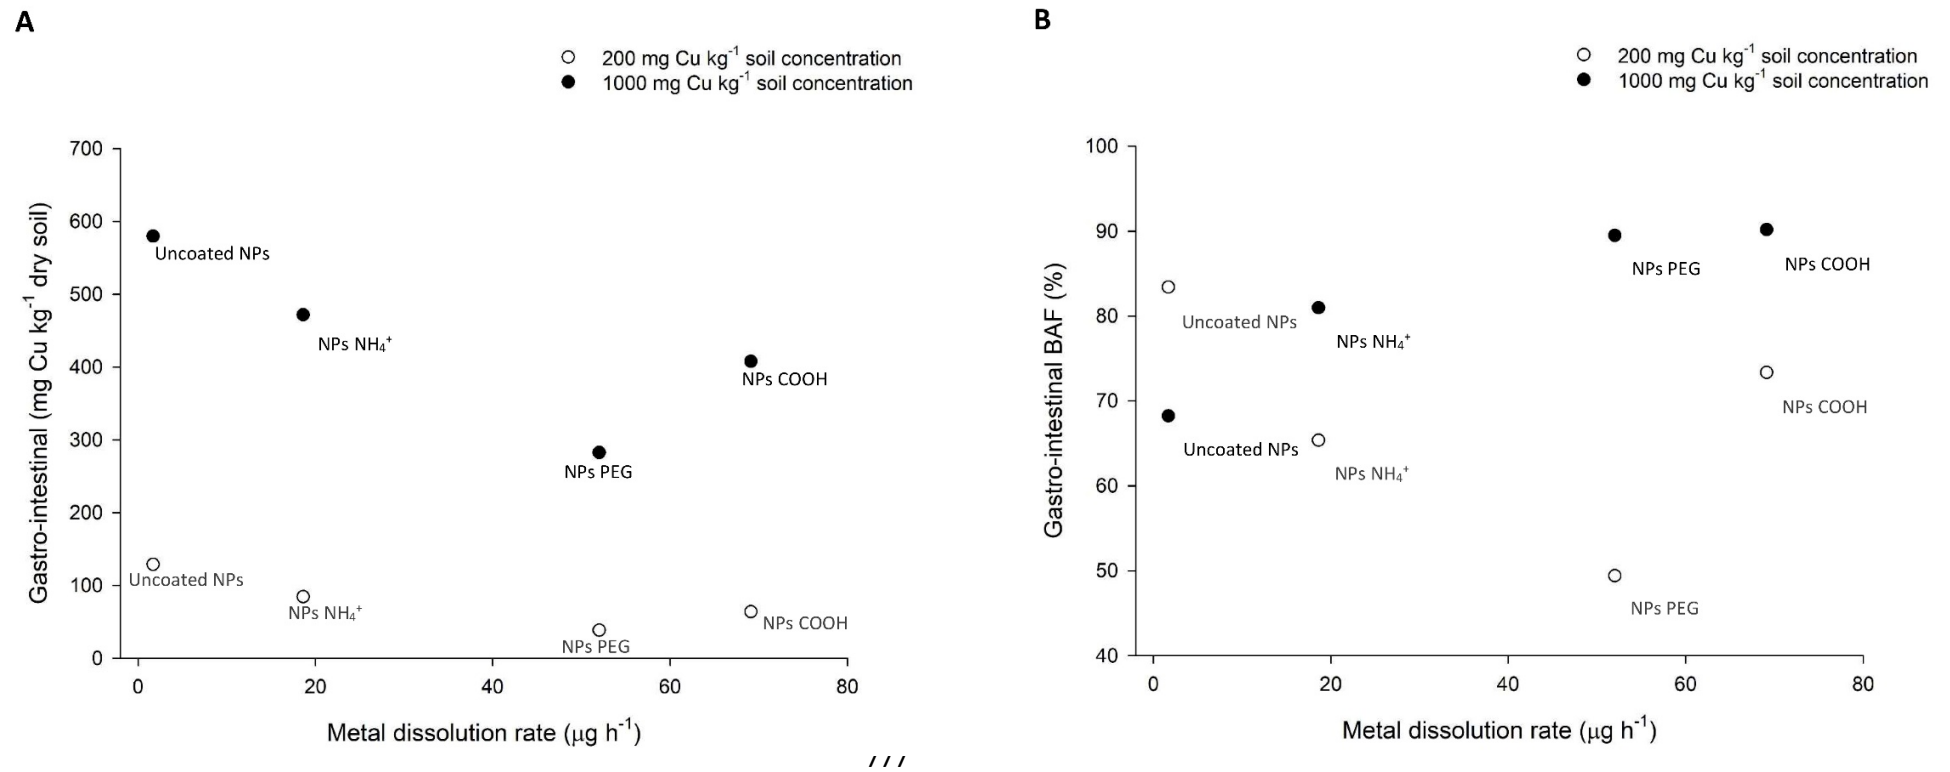 A
200 mg Cu kg⁻¹ soil concentration
1000 mg Cu kg⁻¹ soil concentration
700
600
500
400
300
200
100
0
Gastro-intestinal (mg Cu kg⁻¹ dry soil)
Uncoated NPs
NPs NH₄⁺
NPs COOH
NPs PEG
Uncoated NPs
NPs NH₄⁺
NPs PEG
NPs COOH
0 20 40 60 80
Metal dissolution rate (µg h⁻¹)
B
200 mg Cu kg⁻¹ soil concentration
1000 mg Cu kg⁻¹ soil concentration
100
90
80
70
60
50
40
Gastro-intestinal BAF (%)
NPs PEG
NPs COOH
Uncoated NPs
NPs NH₄⁺
NPs COOH
Uncoated NPs
NPs NH₄⁺
NPs PEG
0 20 40 60 80
Metal dissolution rate (µg h⁻¹)